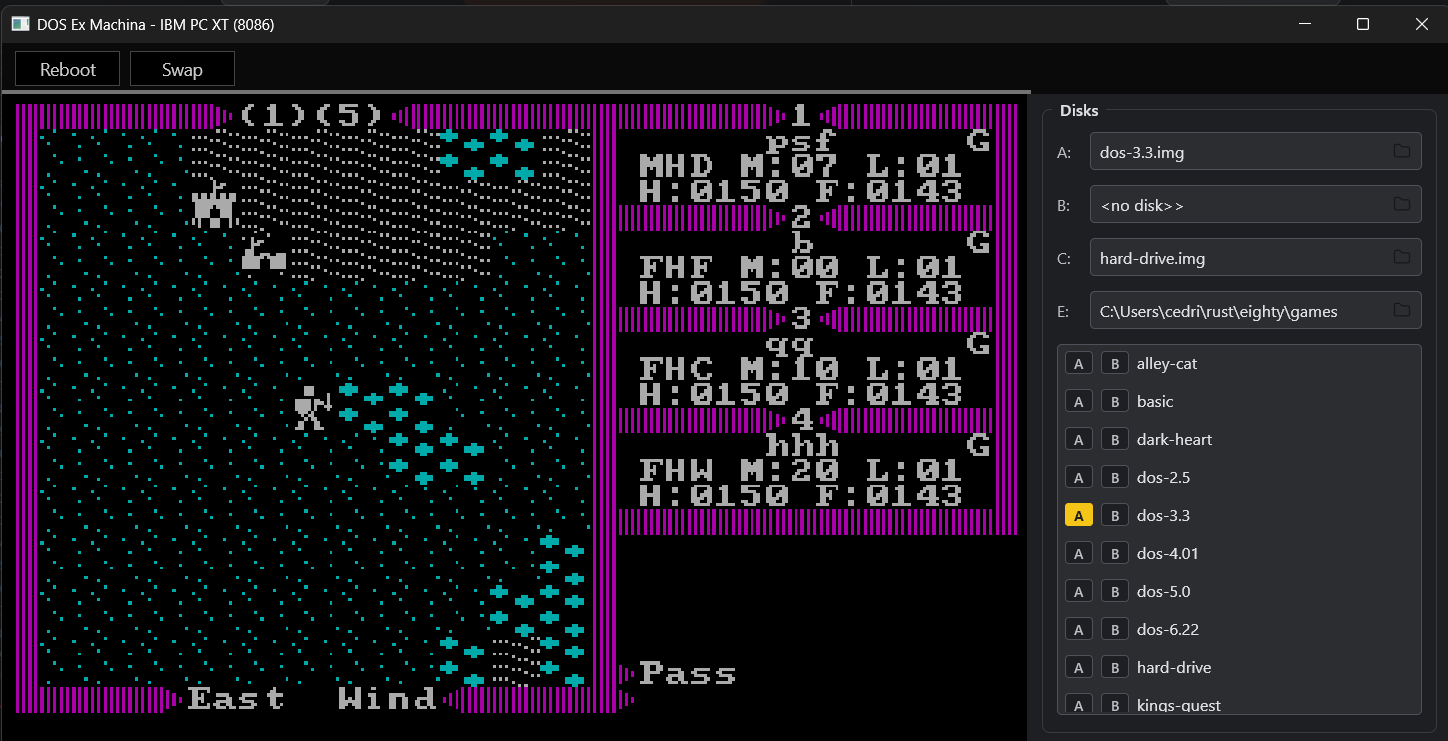 DOS Ex Machina - IBM PC XT (8086)
Reboot
Swap
(1)(5)
East Wind
1
psf G
MHD M:07 L:01
H:0150 F:0143
2
b G
FHF M:00 L:01
H:0150 F:0143
3
qq G
FHC M:10 L:01
H:0150 F:0143
4
hhh G
FHW M:20 L:01
H:0150 F:0143
Pass
Disks
A: dos-3.3.img
B: <no disk>>
C: hard-drive.img
E: C:\Users\cedri\rust\eighty\games
A B alley-cat
A B basic
A B dark-heart
A B dos-2.5
A B dos-3.3
A B dos-4.01
A B dos-5.0
A B dos-6.22
A B hard-drive
A B kings-quest